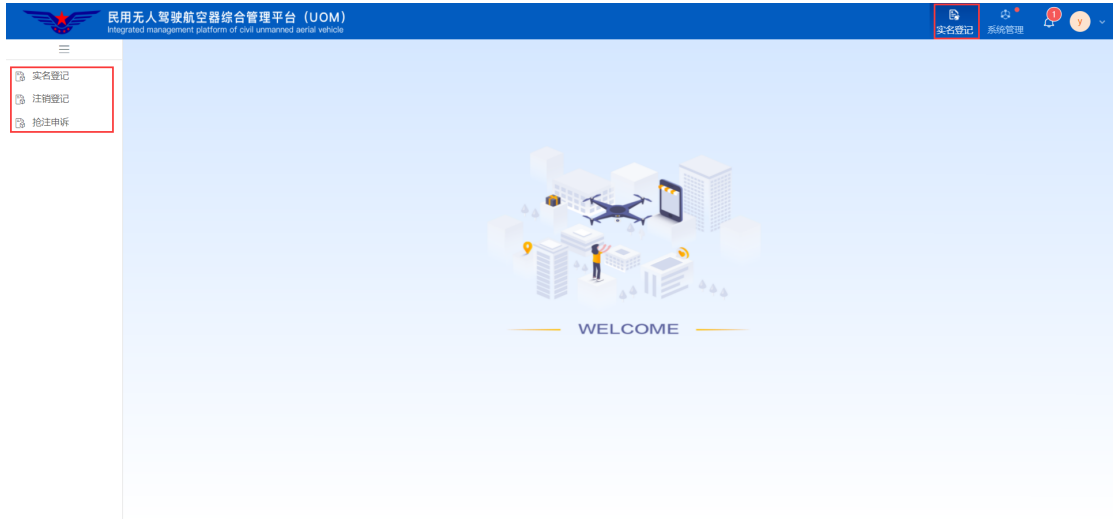 民用无人驾驶航空器综合管理平台（UOM）
Integrated management platform of civil unmanned aerial vehicle
实名登记
系统管理
1
y
实名登记
注销登记
抢注申诉
WELCOME